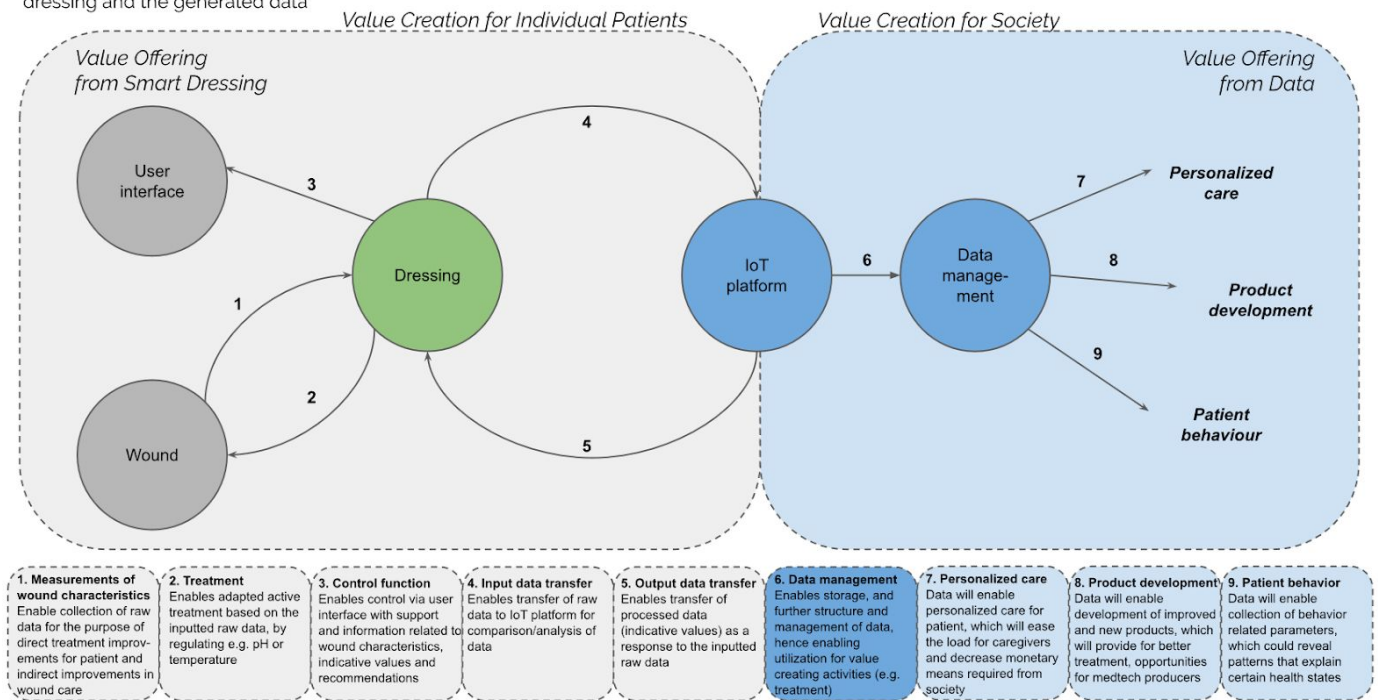 dressing and the generated data
Value Creation for Individual Patients
Value Creation for Society
Value Offering
from Smart Dressing
Value Offering
from Data
4
User
interface
3
7
Personalized
care
Dressing
IoT
platform
6
Data
manage-
ment
8
Product
development
1
2
9
Patient
behaviour
5
Wound
1. Measurements of
wound characteristics
Enable collection of raw
data for the purpose of
direct treatment improv-
ements for patient and
indirect improvements in
wound care
2. Treatment
Enables adapted active
treatment based on the
inputted raw data, by
regulating e.g. pH or
temperature
3. Control function
Enables control via user
interface with support
and information related to
wound characteristics,
indicative values and
recommendations
4. Input data transfer
Enables transfer of raw
data to IoT platform for
comparison/analysis of
data
5. Output data transfer
Enables transfer of
processed data
(indicative values) as a
response to the inputted
raw data
6. Data management
Enables storage, and
further structure and
management of data,
hence enabling
utilization for value
creating activities (e.g.
treatment)
7. Personalized care
Data will enable
personalized care for
patient, which will ease
the load for caregivers
and decrease monetary
means required from
society
8. Product development
Data will enable
development of improved
and new products, which
will provide for better
treatment, opportunities
for medtech producers
9. Patient behavior
Data will enable
collection of behavior
related parameters,
which could reveal
patterns that explain
certain health states